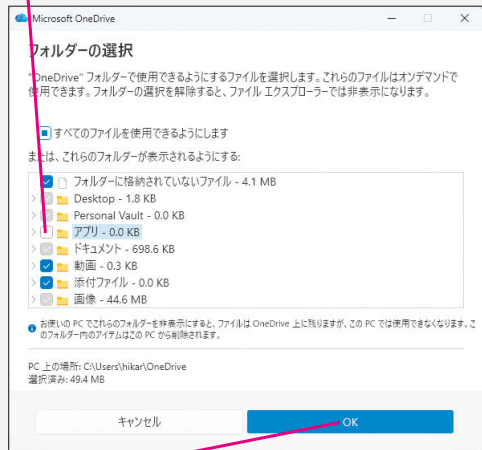 Microsoft OneDrive
フォルダーの選択
"OneDrive" フォルダーで使用できるようにするファイルを選択します。これらのファイルはオンデマンドで
使用できます。フォルダーの選択を解除すると、ファイル エクスプローラーでは非表示になります。
すべてのファイルを使用できるようにします
または、これらのフォルダーが表示されるようにする:
フォルダーに格納されていないファイル - 4.1 MB
Desktop - 1.8 KB
Personal Vault - 0.0 KB
アプリ - 0.0 KB
ドキュメント - 698.6 KB
動画 - 0.3 KB
添付ファイル - 0.0 KB
画像 - 44.6 MB
お使いの PC でこれらのフォルダーを非表示にすると、ファイルは OneDrive 上に残りますが、この PC では使用できなくなります。こ
のフォルダー内のアイテムはこの PC から削除されます。
PC 上の場所: C:\Users\hikar\OneDrive
選択済み: 49.4 MB
キャンセル
OK